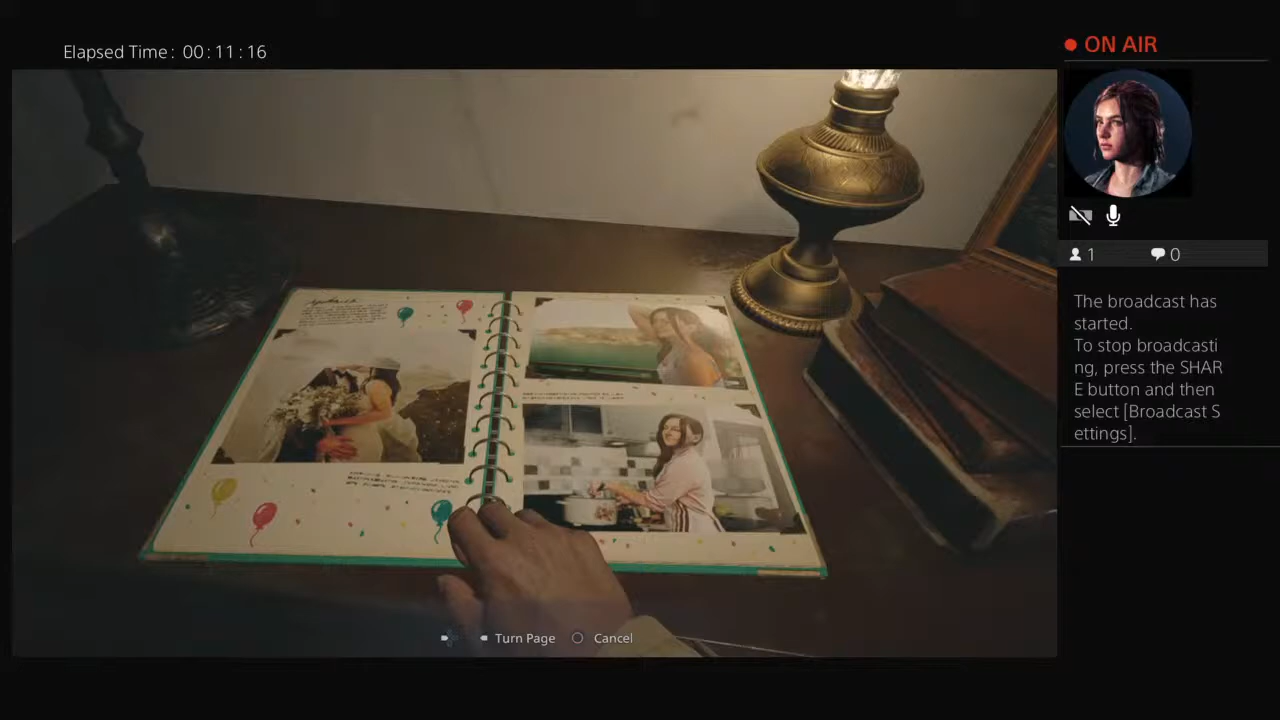 Elapsed Time: 00:11:16
ON AIR
1
0
The broadcast has
started.
To stop broadcasti
ng, press the SHAR
E button and then
select [Broadcast S
ettings].
Turn Page
Cancel